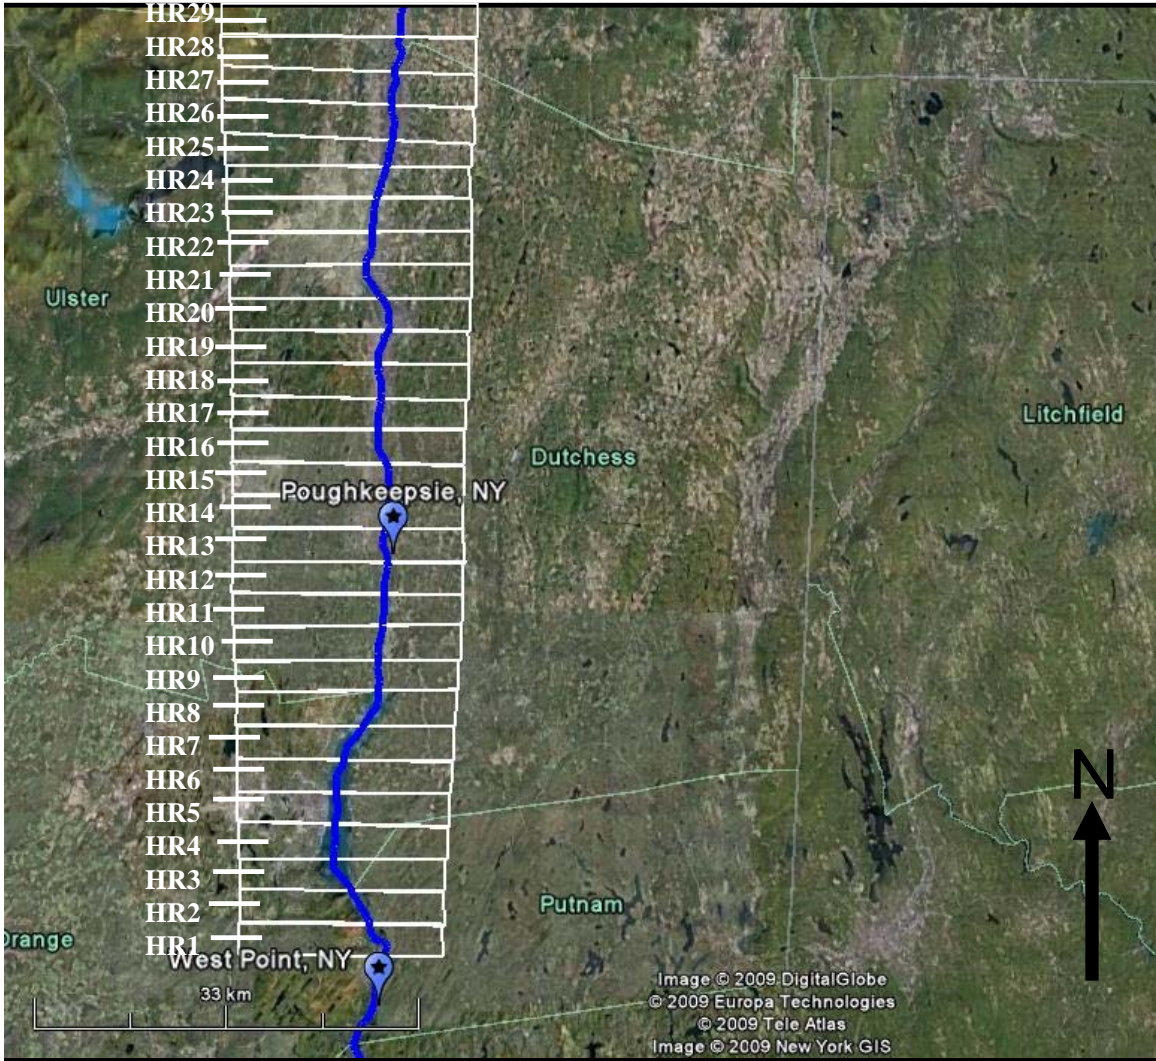 HR29
HR28
HR27
HR26
HR25
HR24
HR23
HR22
HR21
Ulster
HR20
HR19
HR18
HR17
Litchfield
HR16
Dutchess
HR15
Poughkeepsie, NY
HR14
HR13
HR12
HR11
HR10
HR9
HR8
HR7
N
HR6
HR5
HR4
HR3
HR2
Putnam
Orange
HR1
West Point, NY
33 km
Image © 2009 DigitalGlobe
© 2009 Europa Technologies
© 2009 Tele Atlas
Image © 2009 New York GIS